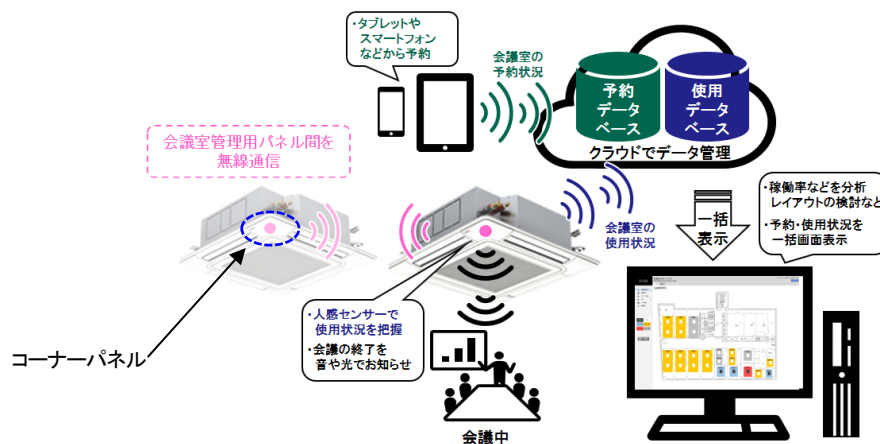 ・タブレットや
スマートフォン
などから予約
会議室の
予約状況
予約
データ
ベース
使用
データ
ベース
クラウドでデータ管理
会議室管理用パネル間を
無線通信
会議室の
使用状況
一括
表示
・稼働率などを分析
レイアウトの検討など
・予約・使用状況を
一括画面表示
・人感センサーで
使用状況を把握
・会議の終了を
音や光でお知らせ
コーナーパネル
会議中